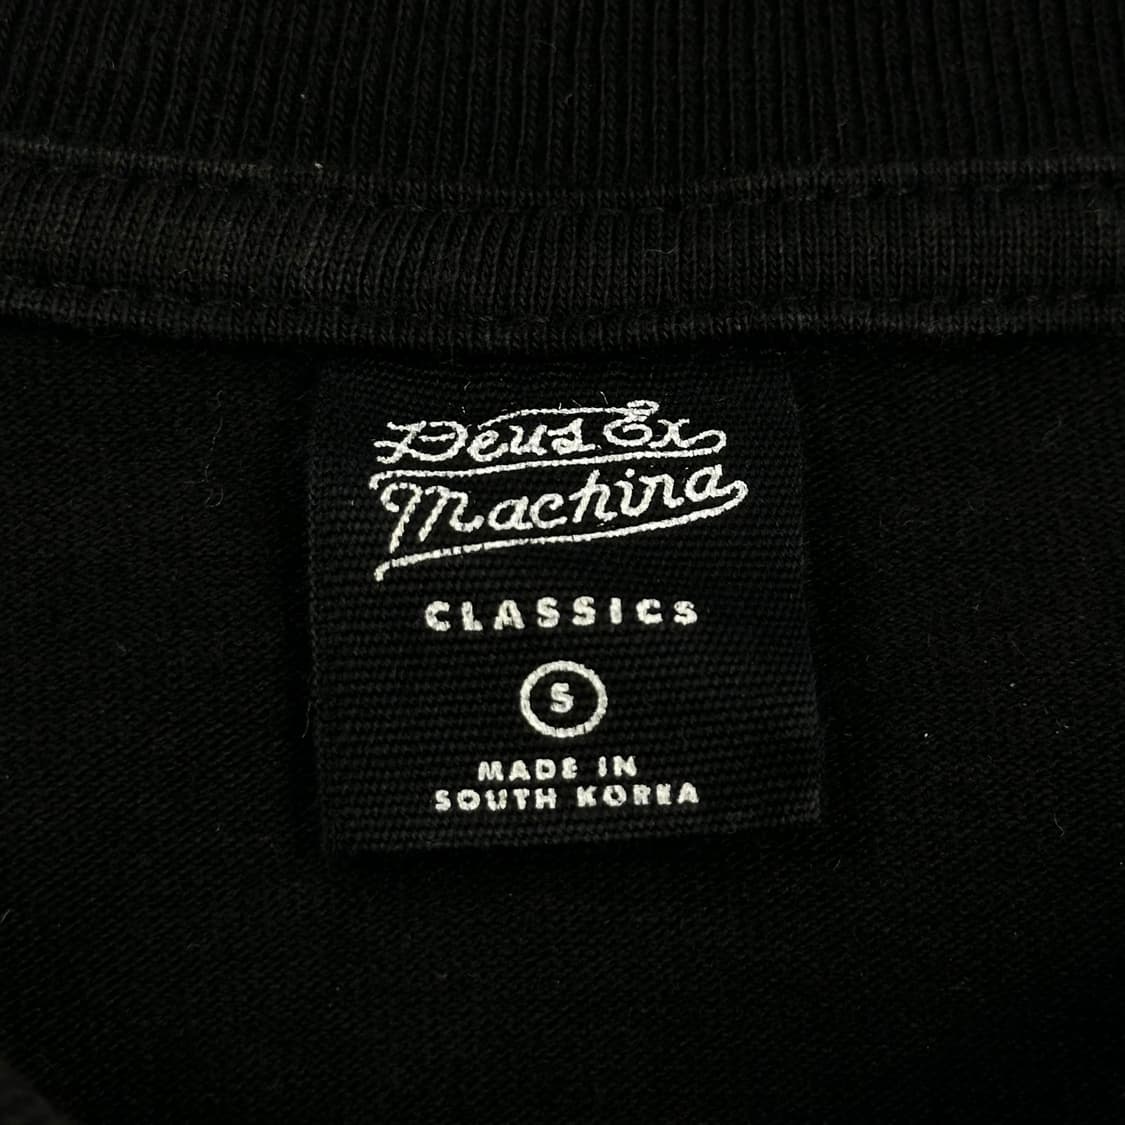 Deus Ex
Machina
CLASSICS
S
MADE IN
SOUTH KOREA